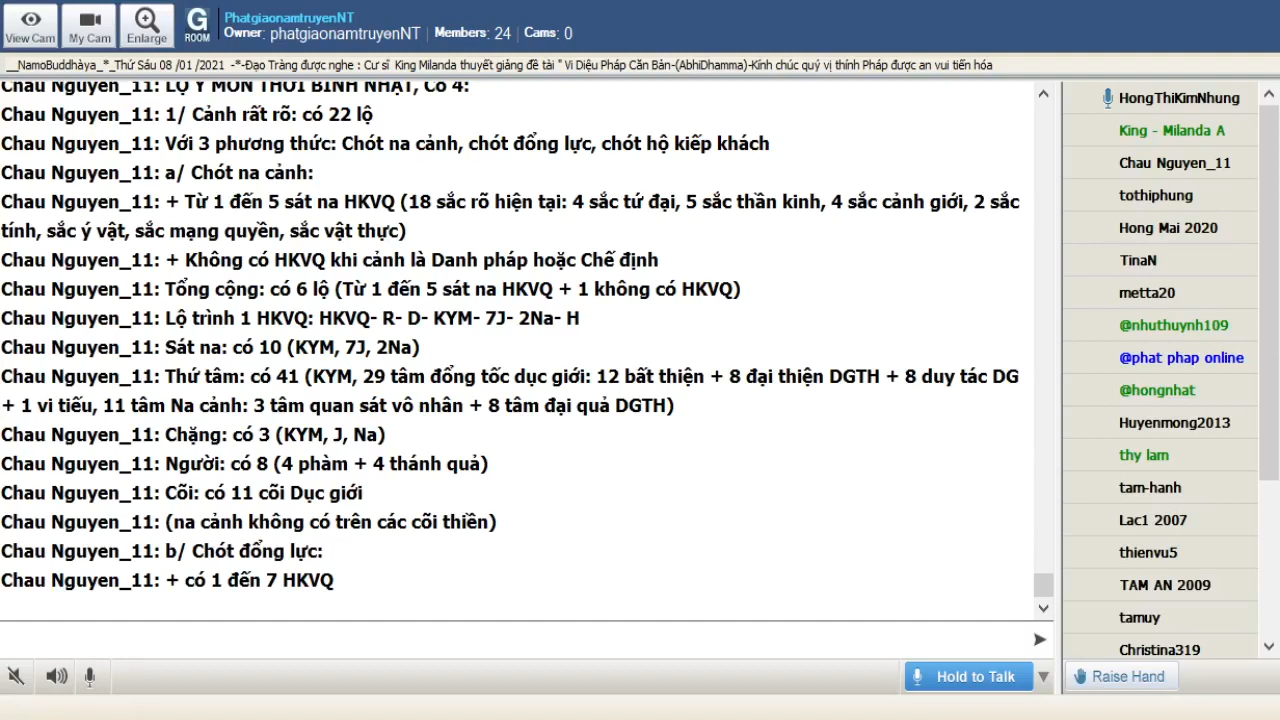 View Cam
My Cam
Enlarge
G
ROOM
PhatgiaonamtruyenNT
Owner: phatgiaonamtruyenNT | Members: 24 | Cams: 0
__NamoBuddhàya_*_Thứ Sáu 08 /01 /2021 -*-Đạo Tràng được nghe : Cư sĩ King Milanda thuyết giảng đề tài " Vi Diệu Pháp Căn Bản-(AbhiDhamma)-Kính chúc quý vị thính Pháp được an vui tiến hóa
Chau Nguyen_11: LỘ Ý MÔN THỜI BÌNH NHẬT, Có 4:
Chau Nguyen_11: 1/ Cảnh rất rõ: có 22 lộ
Chau Nguyen_11: Với 3 phương thức: Chót na cảnh, chót đổng lực, chót hộ kiếp khách
Chau Nguyen_11: a/ Chót na cảnh:
Chau Nguyen_11: + Từ 1 đến 5 sát na HKVQ (18 sắc rõ hiện tại: 4 sắc tứ đại, 5 sắc thần kinh, 4 sắc cảnh giới, 2 sắc
tính, sắc ý vật, sắc mạng quyền, sắc vật thực)
Chau Nguyen_11: + Không có HKVQ khi cảnh là Danh pháp hoặc Chế định
Chau Nguyen_11: Tổng cộng: có 6 lộ (Từ 1 đến 5 sát na HKVQ + 1 không có HKVQ)
Chau Nguyen_11: Lộ trình 1 HKVQ: HKVQ- R- D- KYM- 7J- 2Na- H
Chau Nguyen_11: Sát na: có 10 (KYM, 7J, 2Na)
Chau Nguyen_11: Thứ tâm: có 41 (KYM, 29 tâm đổng tốc dục giới: 12 bất thiện + 8 đại thiện DGTH + 8 duy tác DG
+ 1 vi tiếu, 11 tâm Na cảnh: 3 tâm quan sát vô nhân + 8 tâm đại quả DGTH)
Chau Nguyen_11: Chặng: có 3 (KYM, J, Na)
Chau Nguyen_11: Người: có 8 (4 phàm + 4 thánh quả)
Chau Nguyen_11: Cõi: có 11 cõi Dục giới
Chau Nguyen_11: (na cảnh không có trên các cõi thiền)
Chau Nguyen_11: b/ Chót đổng lực:
Chau Nguyen_11: + có 1 đến 7 HKVQ
HongThiKimNhung
King - Milanda A
Chau Nguyen_11
tothiphung
Hong Mai 2020
TinaN
metta20
@nhuthuynh109
@phat phap online
@hongnhat
Huyenmong2013
thy lam
tam-hanh
Lac1 2007
thienvu5
TAM AN 2009
tamuy
Christina319
Hold to Talk
Raise Hand